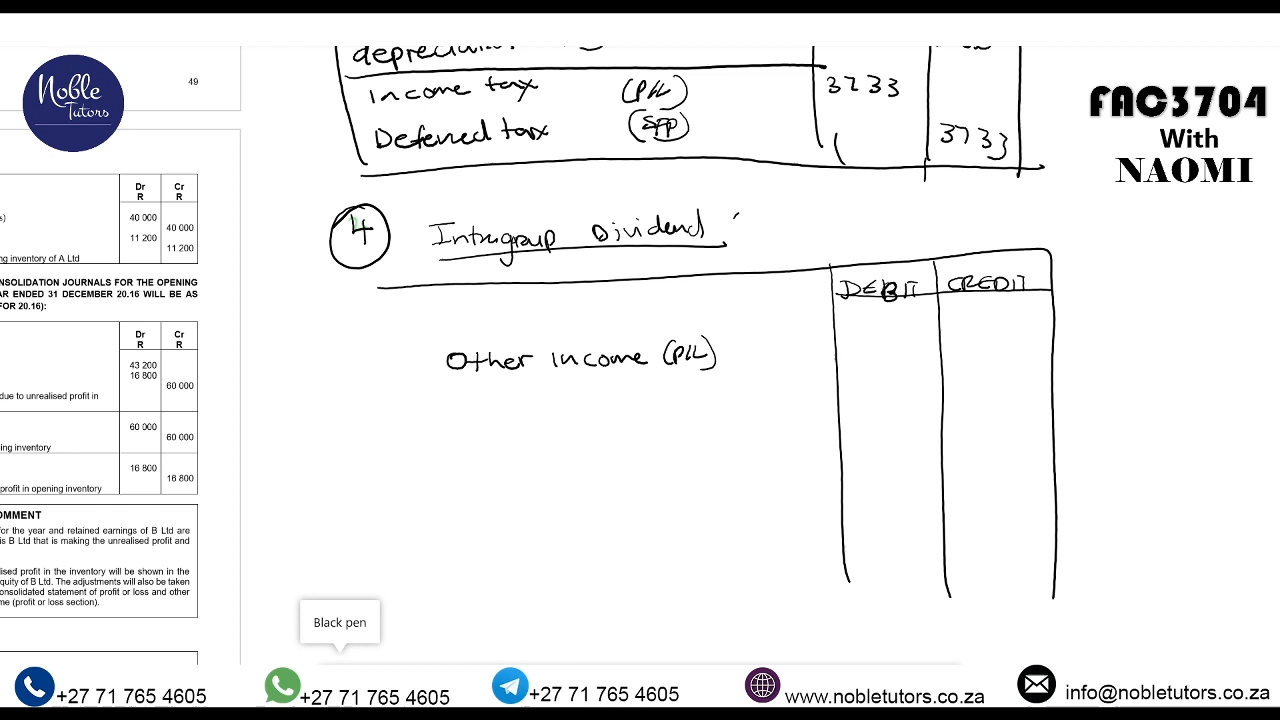 Noble
Tutors
49
Dr
R
Cr
R
s)
40 000
40 000
11 200
11 200
ing inventory of A Ltd
NSOLIDATION JOURNALS FOR THE OPENING
AR ENDED 31 DECEMBER 20.16 WILL BE AS
FOR 20.16):
Dr
R
Cr
R
43 200
16 800
60 000
due to unrealised profit in
60 000
60 000
ing inventory
16 800
16 800
profit in opening inventory
OMMENT
for the year and retained earnings of B Ltd are
is B Ltd that is making the unrealised profit and
lised profit in the inventory will be shown in the
quity of B Ltd. The adjustments will also be taken
onsolidated statement of profit or loss and other
me (profit or loss section).
Income tax (P/L) 3733
Deferred tax (SFP) 3733
4 Intragroup Dividend
DEBIT CREDIT
Other income (P/L)
FAC3704
With
NAOMI
Black pen
+27 71 765 4605
+27 71 765 4605
+27 71 765 4605
www.nobletutors.co.za
info@nobletutors.co.za